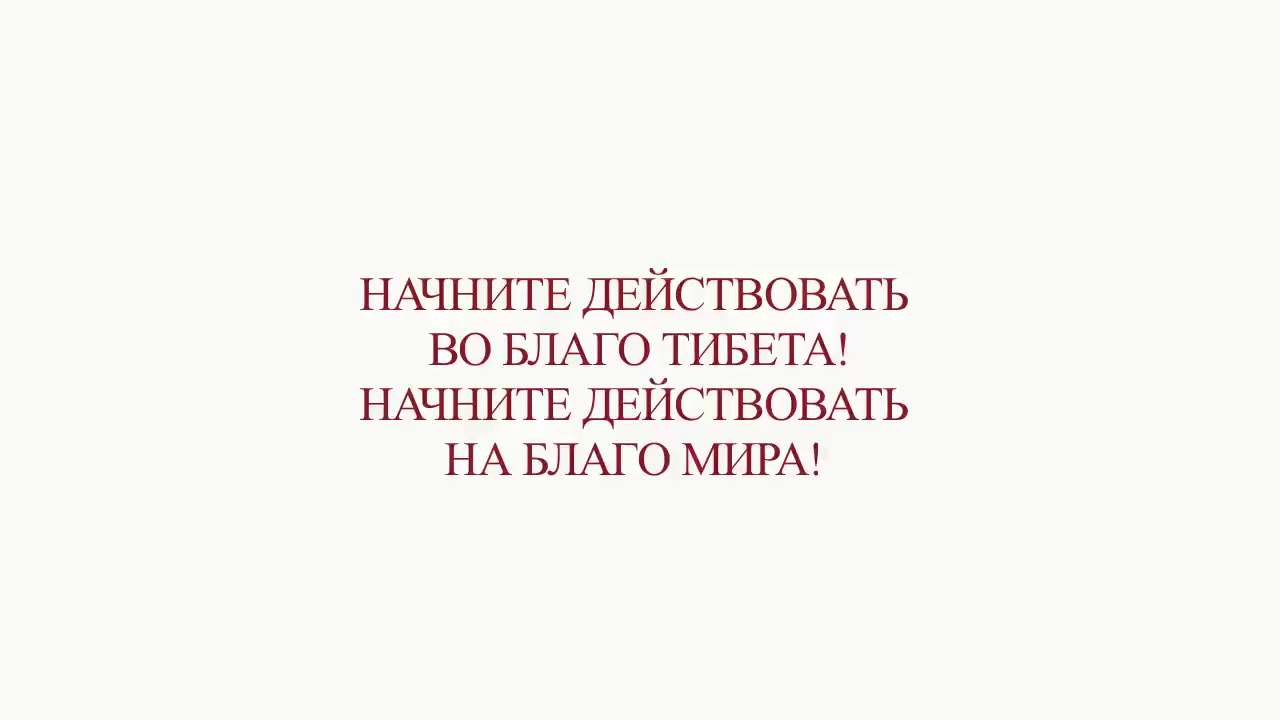 НАЧНИТЕ ДЕЙСТВОВАТЬ
ВО БЛАГО ТИБЕТА!
НАЧНИТЕ ДЕЙСТВОВАТЬ
НА БЛАГО МИРА!